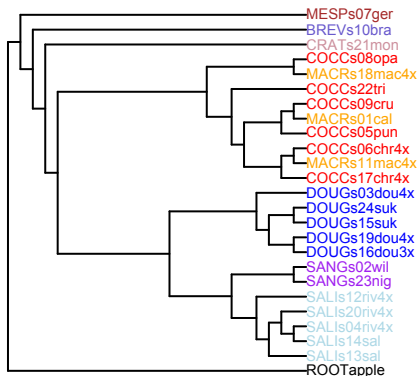 MESPs07ger
BREVs10bra
CRATs21mon
COCCs08opa
MACRs18mac4x
COCCs22tri
COCCs09cru
MACRs01cal
COCCs05pun
COCCs06chr4x
MACRs11mac4x
COCCs17chr4x
DOUGs03dou4x
DOUGs24suk
DOUGs15suk
DOUGs19dou4x
DOUGs16dou3x
SANGs02wil
SANGs23nig
SALIs12riv4x
SALIs20riv4x
SALIs04riv4x
SALIs14sal
SALIs13sal
ROOTapple